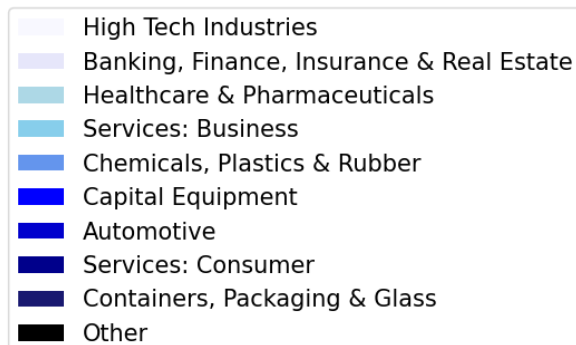 High Tech Industries
Banking, Finance, Insurance & Real Estate
Healthcare & Pharmaceuticals
Services: Business
Chemicals, Plastics & Rubber
Capital Equipment
Automotive
Services: Consumer
Containers, Packaging & Glass
Other